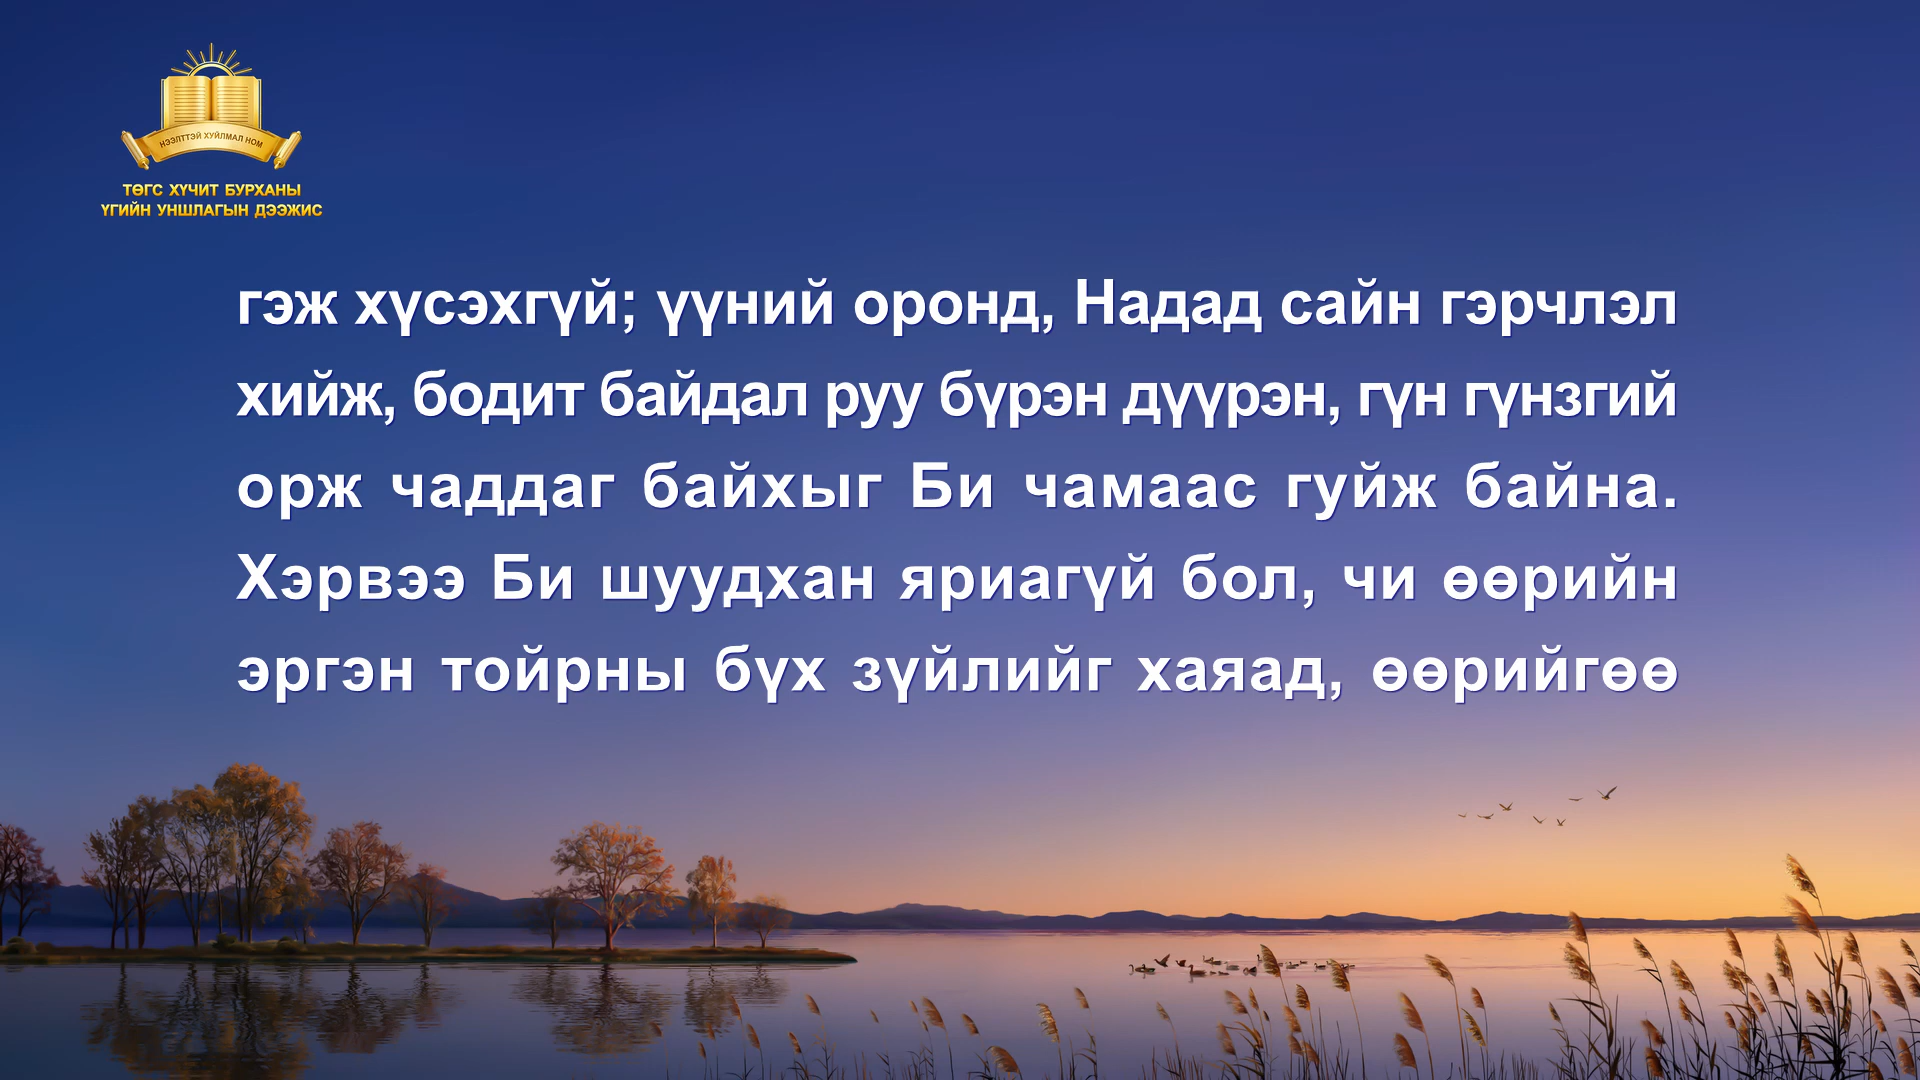 НЭЭЛТТЭЙ ХУЙЛМАЛ НОМ
ТӨГС ХҮЧИТ БУРХАНЫ
ҮГИЙН УНШЛАГЫН ДЭЭЖИС
гэж хүсэхгүй; үүний оронд, Надад сайн гэрчлэл
хийж, бодит байдал руу бүрэн дүүрэн, гүн гүнзгий
орж чаддаг байхыг Би чамаас гуйж байна.
Хэрвээ Би шуудхан яриагүй бол, чи өөрийн
эргэн тойрны бүх зүйлийг хаяад, өөрийгөө